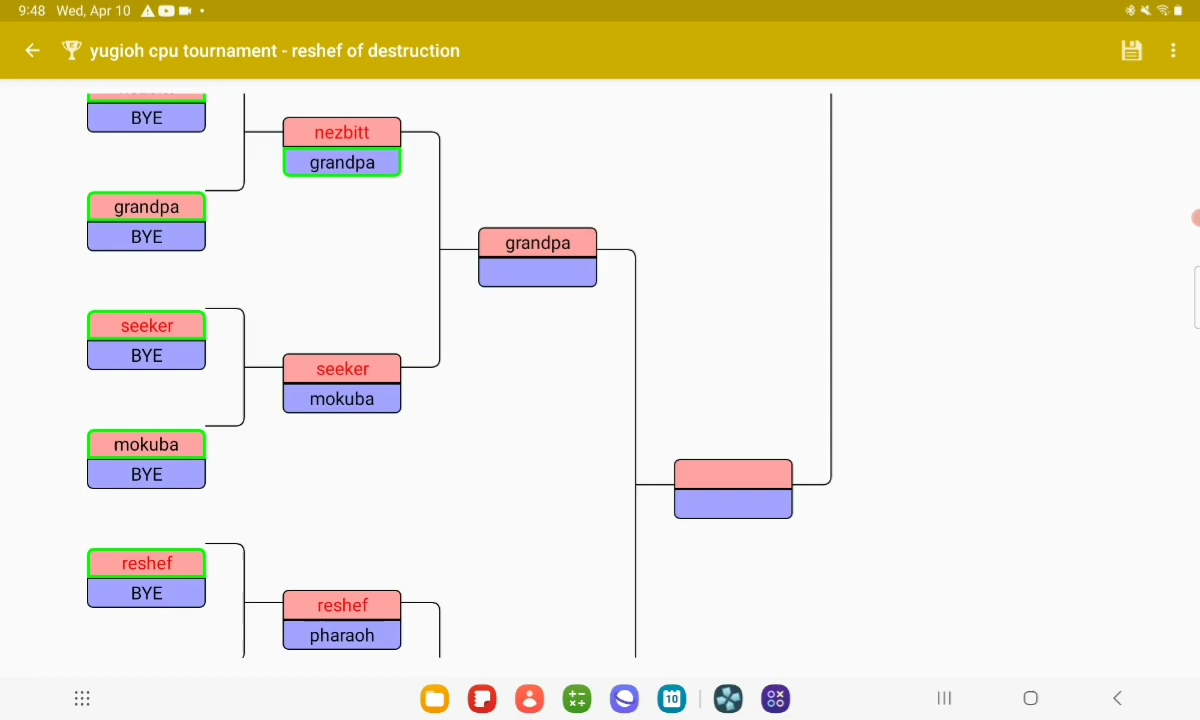 9:48 Wed, Apr 10
yugioh cpu tournament - reshef of destruction
BYE
nezbitt
grandpa
grandpa
BYE
grandpa
seeker
BYE
seeker
mokuba
mokuba
BYE
reshef
BYE
reshef
pharaoh
10